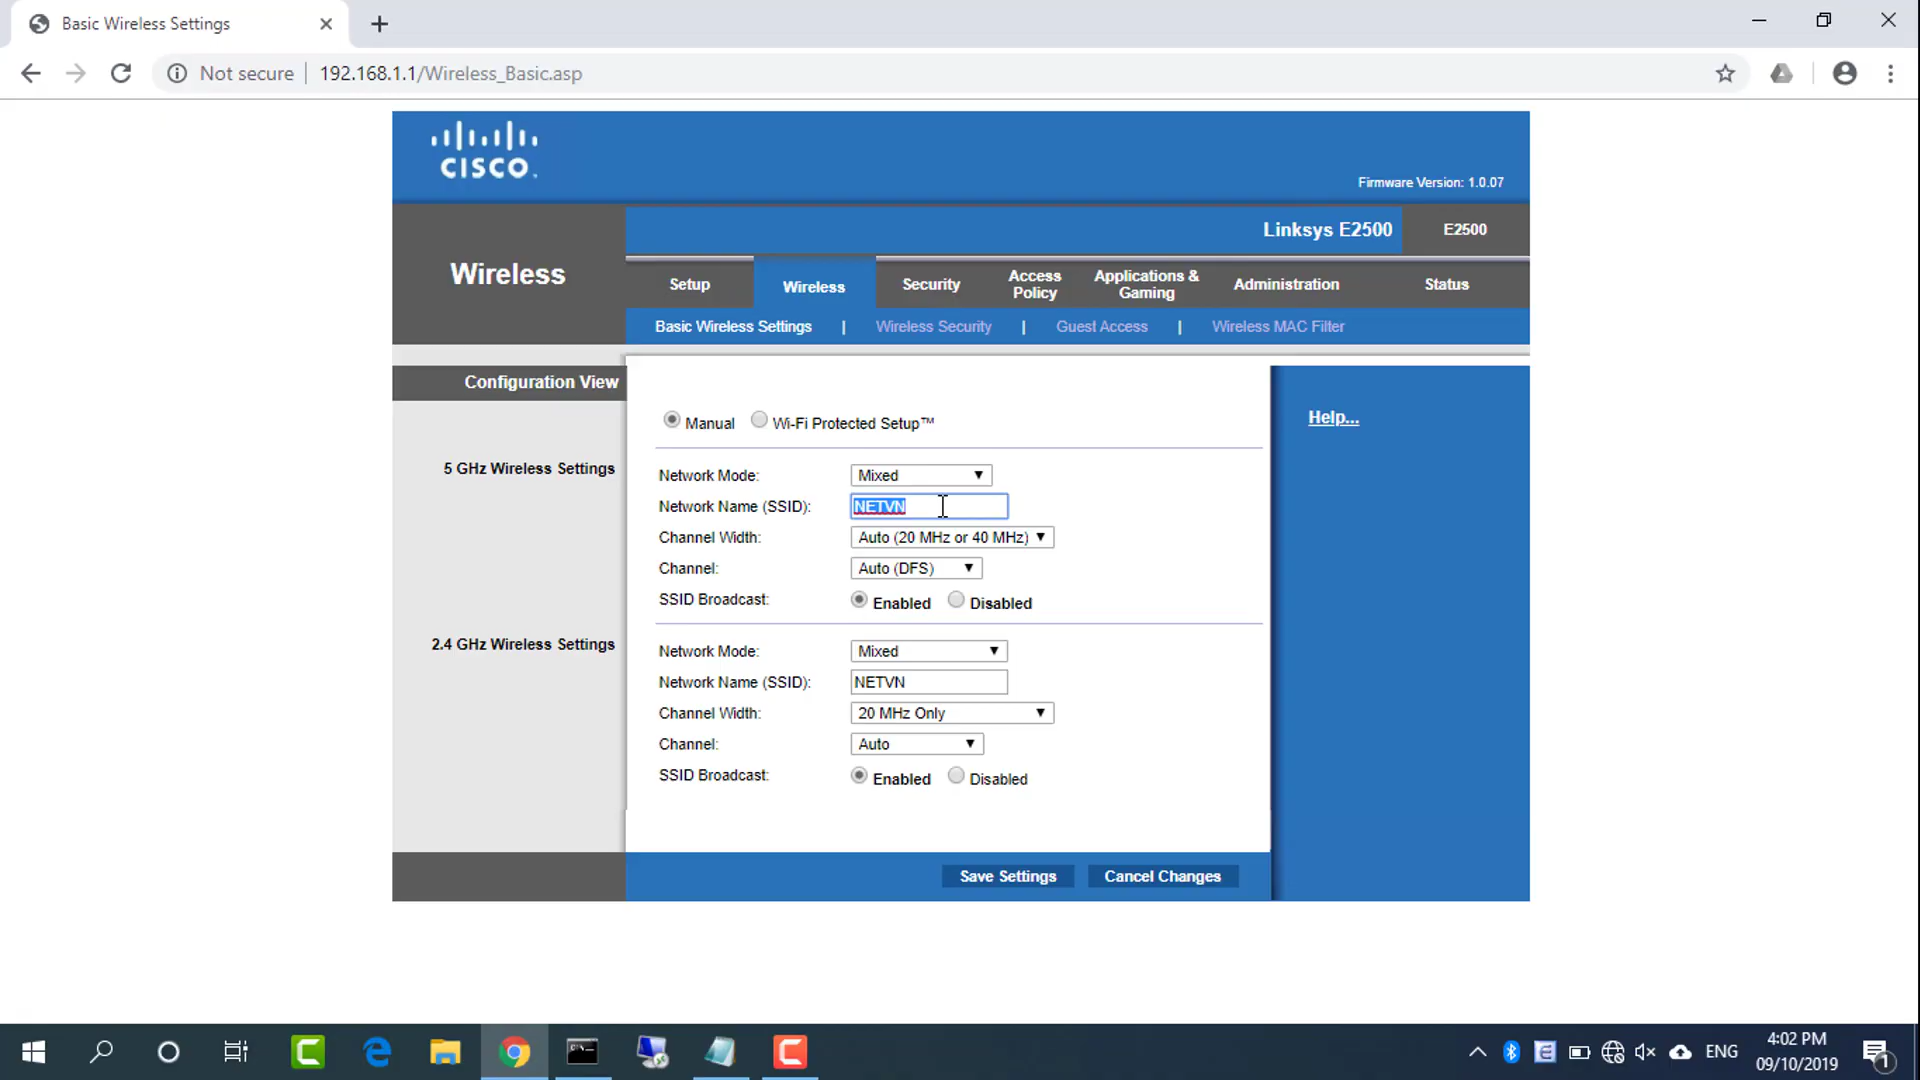 Basic Wireless Settings
Not secure
192.168.1.1/Wireless_Basic.asp
CISCO.
Firmware Version: 1.0.07
Linksys E2500
E2500
Wireless
Setup
Wireless
Security
Access Policy
Applications & Gaming
Administration
Status
Basic Wireless Settings | Wireless Security | Guest Access | Wireless MAC Filter
Configuration View
Manual
Wi-Fi Protected Setup™
Help...
5 GHz Wireless Settings
Network Mode: Mixed
Network Name (SSID): NETVN
Channel Width: Auto (20 MHz or 40 MHz)
Channel: Auto (DFS)
SSID Broadcast: Enabled Disabled
2.4 GHz Wireless Settings
Network Mode: Mixed
Network Name (SSID): NETVN
Channel Width: 20 MHz Only
Channel: Auto
SSID Broadcast: Enabled Disabled
Save Settings
Cancel Changes
ENG
4:02 PM
09/10/2019
1